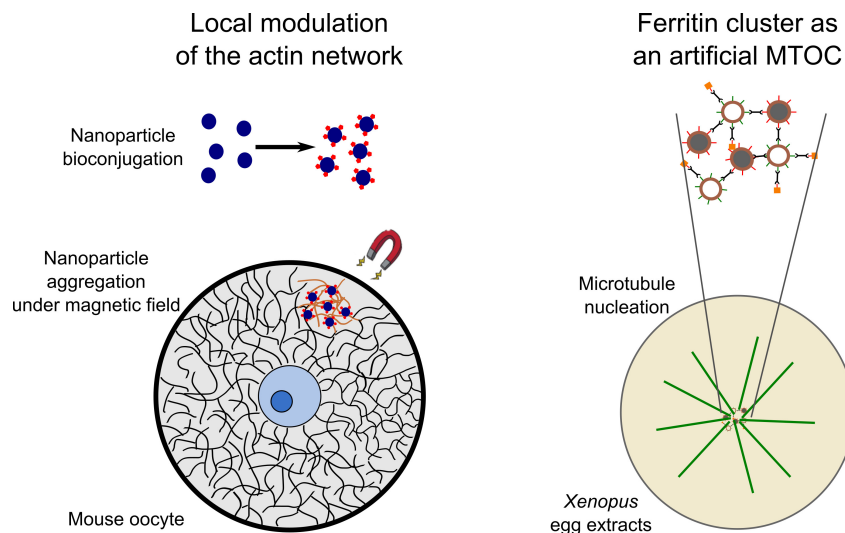 Local modulation
of the actin network
Nanoparticle
bioconjugation
Nanoparticle
aggregation
under magnetic field
Mouse oocyte
Ferritin cluster as
an artificial MTOC
Microtubule
nucleation
Xenopus
egg extracts